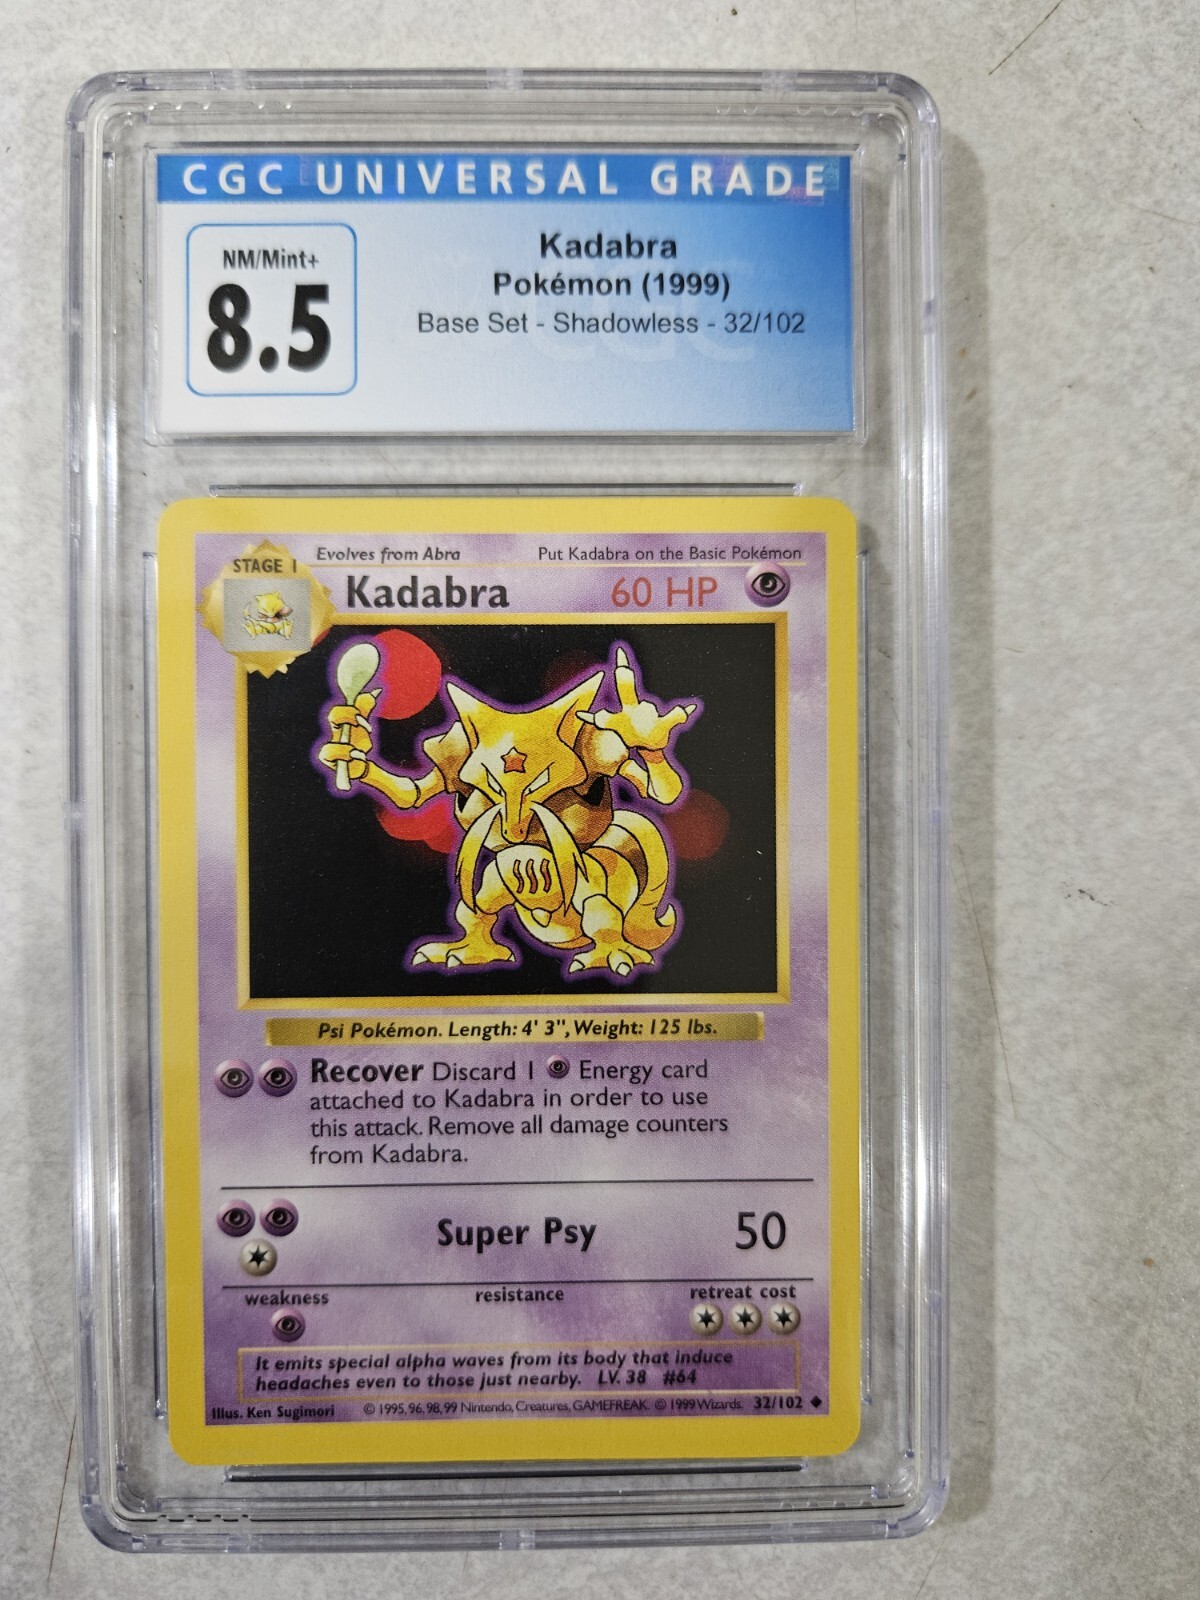 CGC UNIVERSAL GRADE
NM/Mint+
8.5
Kadabra
Pokémon (1999)
Base Set - Shadowless - 32/102
STAGE 1
Evolves from Abra
Put Kadabra on the Basic Pokémon
Kadabra
60 HP
Psi Pokémon. Length: 4' 3", Weight: 125 lbs.
Recover Discard 1 Energy card
attached to Kadabra in order to use
this attack. Remove all damage counters
from Kadabra.
Super Psy 50
weakness
resistance
retreat cost
It emits special alpha waves from its body that induce
headaches even to those just nearby. LV. 38 #64
Illus. Ken Sugimori © 1995, 96, 98, 99 Nintendo, Creatures, GAMEFREAK. © 1999 Wizards. 32/102